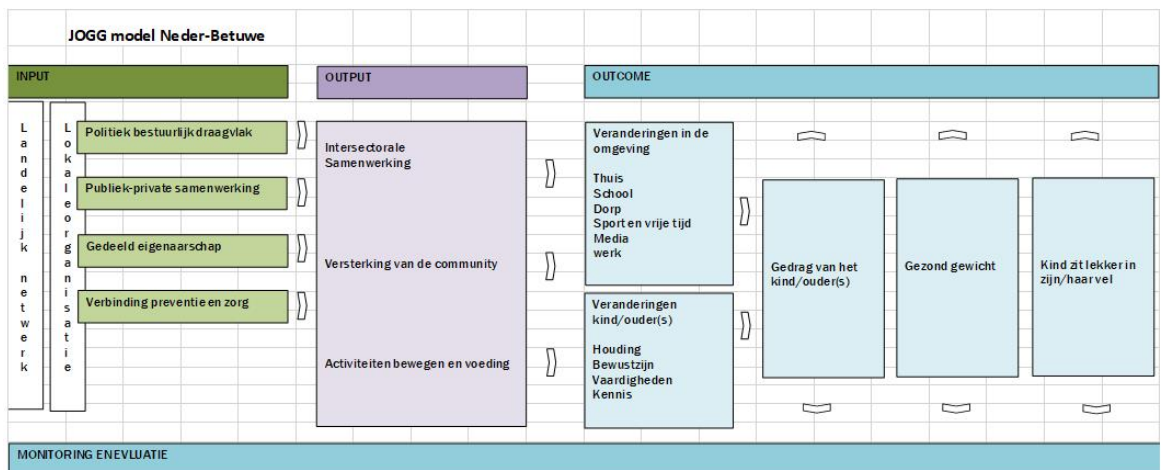 JOGG model Neder-Betuwe
INPUT
OUTPUT
OUTCOME
Landelijk netwerk
Lokale organisatie
Politiek bestuurlijk draagvlak
Publiek-private samenwerking
Gedeeld eigenaarschap
Verbinding preventie en zorg
Intersectorale
Samenwerking
Versterking van de community
Activiteiten bewegen en voeding
Veranderingen in de
omgeving
Thuis
School
Dorp
Sport en vrije tijd
Media
werk
Veranderingen
kind/ouder(s)
Houding
Bewustzijn
Vaardigheden
Kennis
Gedrag van het
kind/ouder(s)
Gezond gewicht
Kind zit lekker in
zijn/haar vel
MONITORING EN EVLUATIE